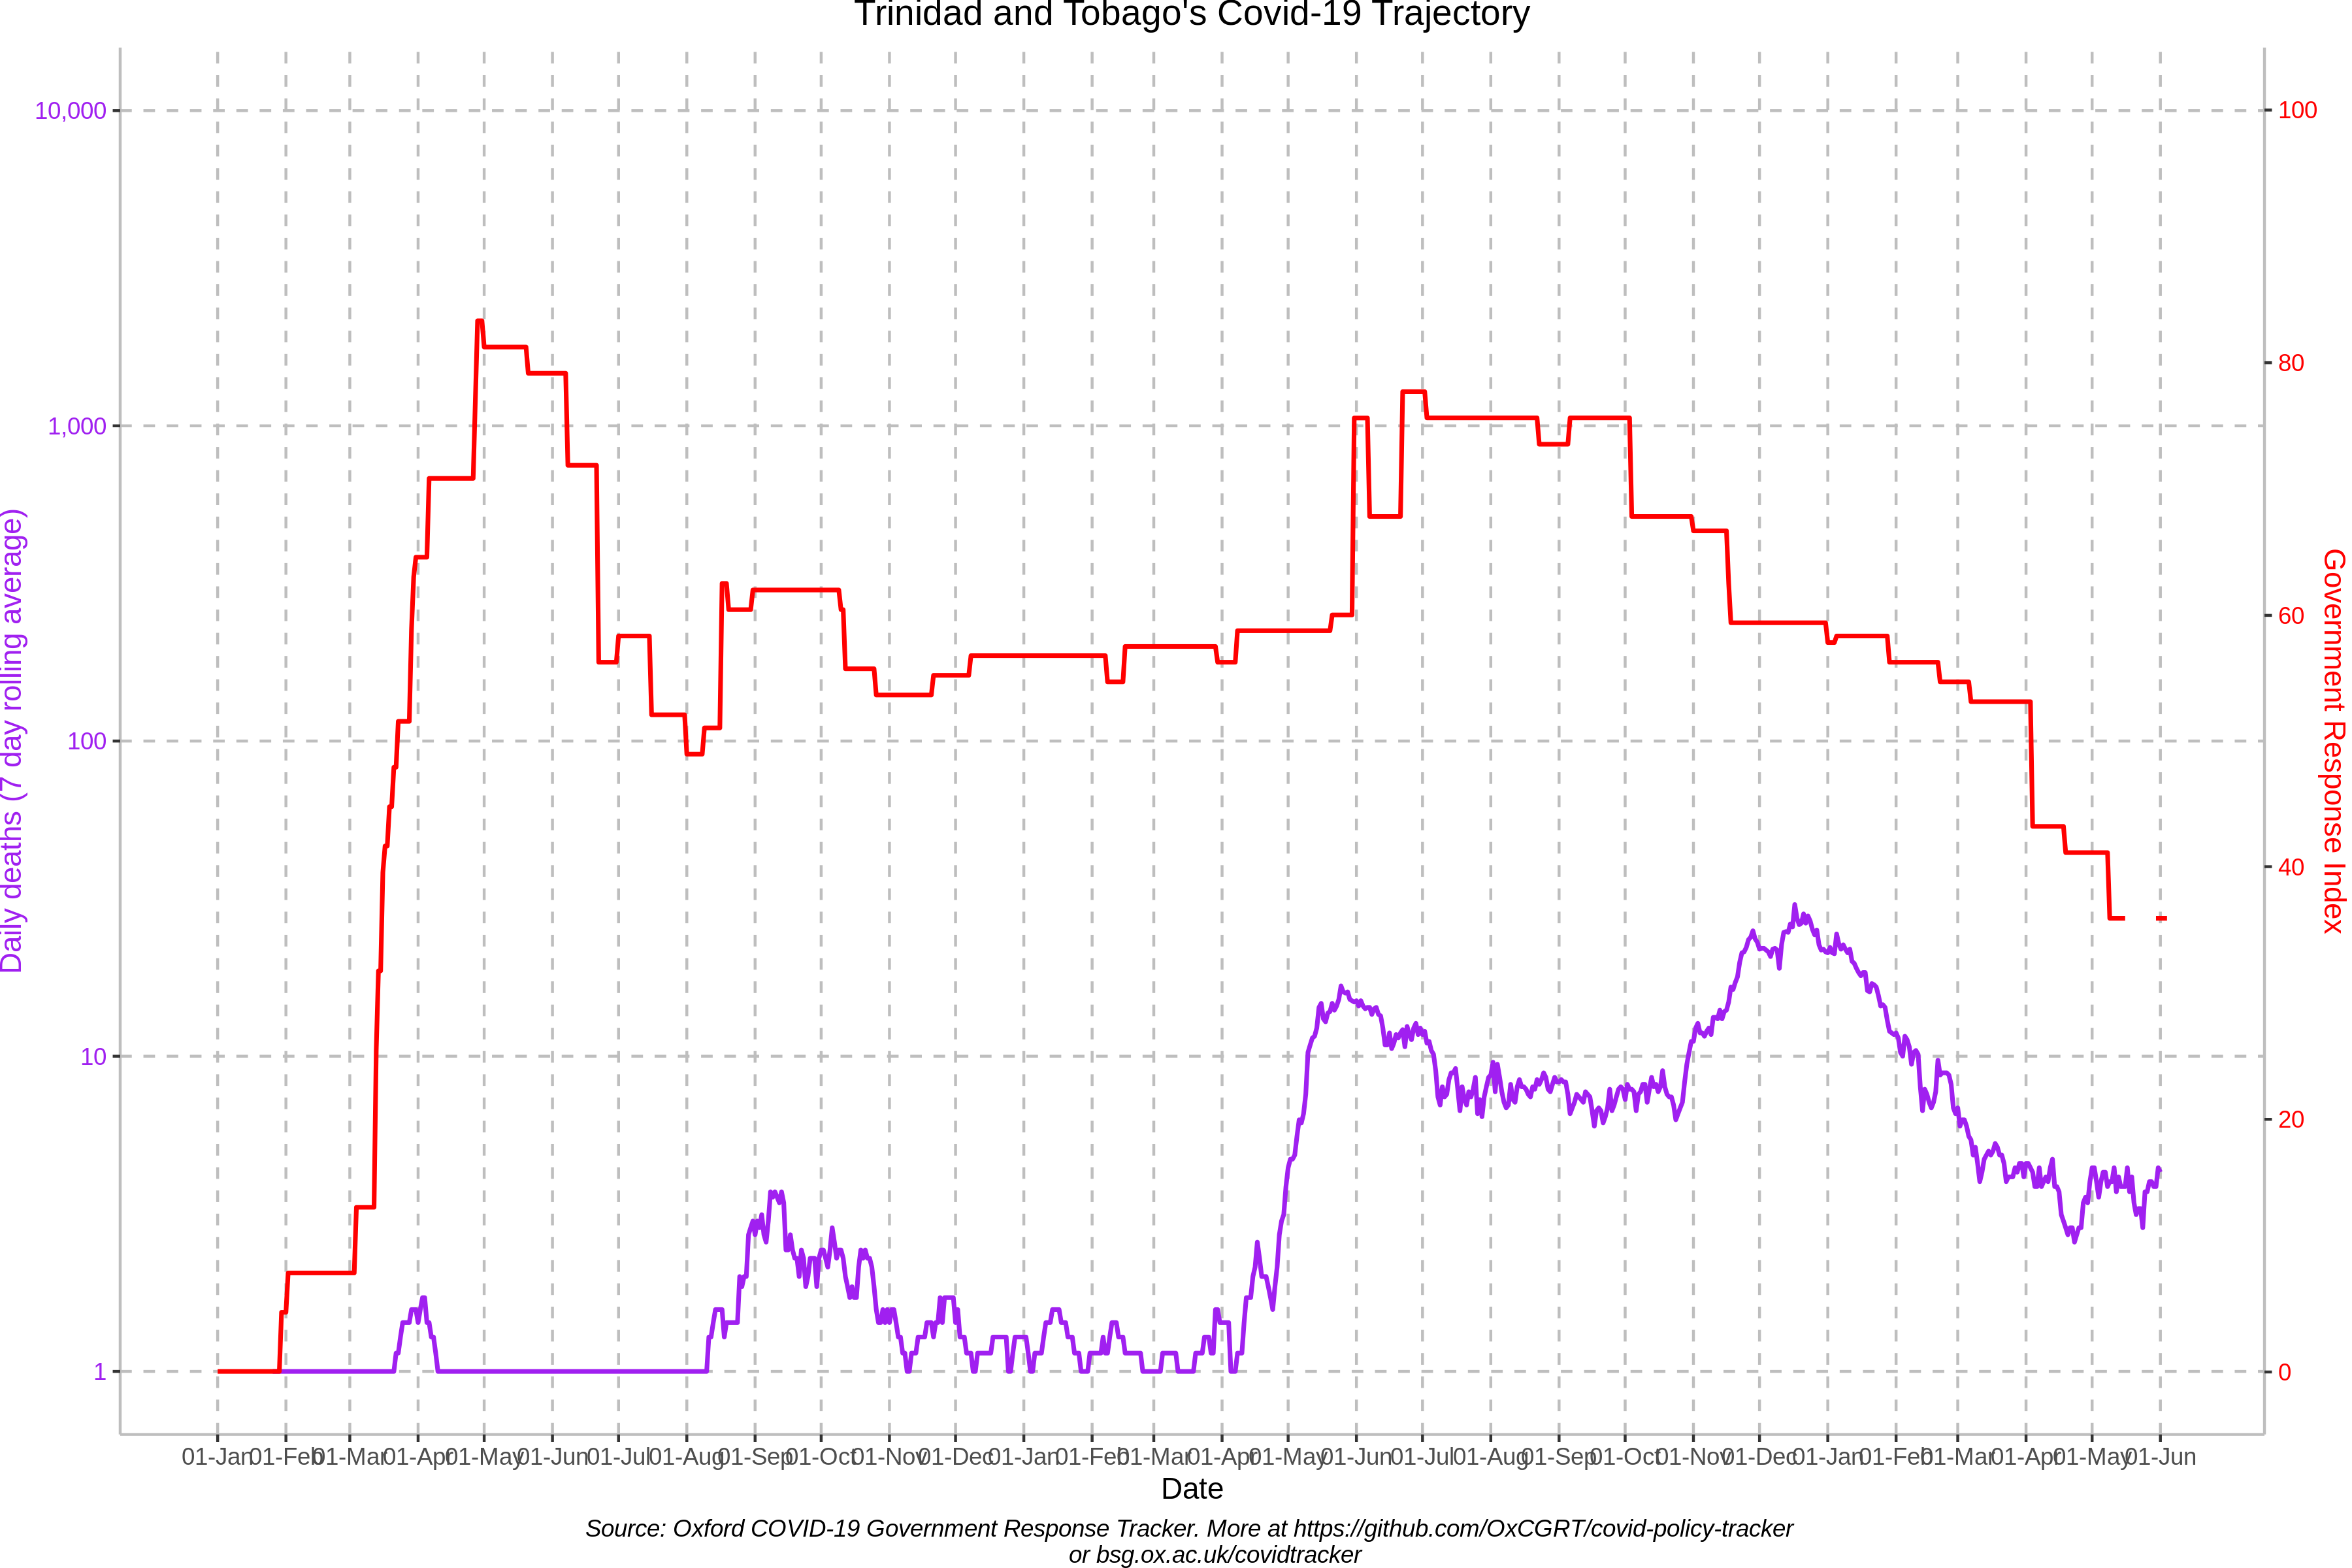 Trinidad and Tobago's Covid-19 Trajectory
10,000
1,000
100
10
1
Daily deaths (7 day rolling average)
100
80
60
40
20
0
Government Response Index
01-Jan 01-Feb 01-Mar 01-Apr 01-May 01-Jun 01-Jul 01-Aug 01-Sep 01-Oct 01-Nov 01-Dec 01-Jan 01-Feb 01-Mar 01-Apr 01-May 01-Jun 01-Jul 01-Aug 01-Sep 01-Oct 01-Nov 01-Dec 01-Jan 01-Feb 01-Mar 01-Apr 01-May 01-Jun
Date
Source: Oxford COVID-19 Government Response Tracker. More at https://github.com/OxCGRT/covid-policy-tracker
or bsg.ox.ac.uk/covidtracker